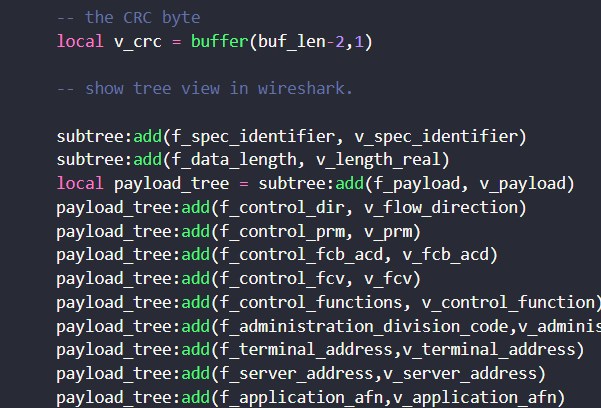 -- the CRC byte
local v_crc = buffer(buf_len-2,1)
-- show tree view in wireshark.
subtree:add(f_spec_identifier, v_spec_identifier)
subtree:add(f_data_length, v_length_real)
local payload_tree = subtree:add(f_payload, v_payload)
payload_tree:add(f_control_dir, v_flow_direction)
payload_tree:add(f_control_prm, v_prm)
payload_tree:add(f_control_fcb_acd, v_fcb_acd)
payload_tree:add(f_control_fcv, v_fcv)
payload_tree:add(f_control_functions, v_control_function)
payload_tree:add(f_administration_division_code,v_adminis
payload_tree:add(f_terminal_address,v_terminal_address)
payload_tree:add(f_server_address,v_server_address)
payload_tree:add(f_application_afn,v_application_afn)